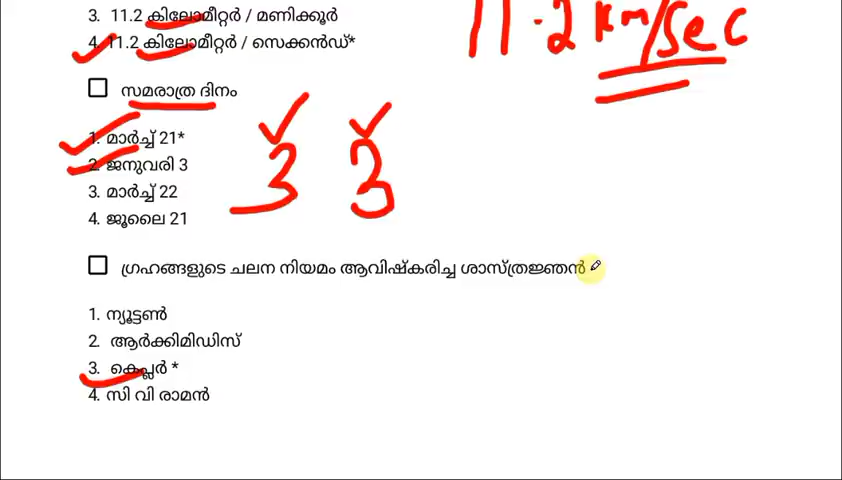 3. 11.2 കിലോമീറ്റർ / മണിക്കൂർ
4. 11.2 കിലോമീറ്റർ / സെക്കൻഡ്*
11.2 Km/Sec
സമരാത്ര ദിനം
1. മാർച്ച് 21*
2. ജനുവരി 3
3. മാർച്ച് 22
4. ജൂലൈ 21
3 3
ഗ്രഹങ്ങളുടെ ചലന നിയമം ആവിഷ്കരിച്ച ശാസ്ത്രജ്ഞൻ
1. ന്യൂട്ടൺ
2. ആർക്കിമിഡിസ്
3. കെപ്ലർ *
4. സി വി രാമൻ